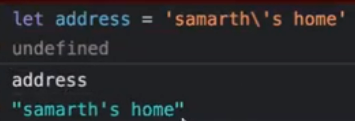 let address = 'samarth\'s home'
undefined
address
"samarth's home"